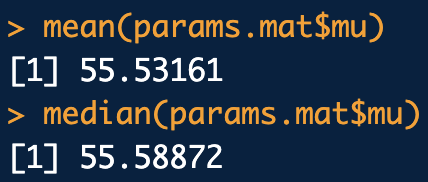 > mean(params.mat$mu)
[1] 55.53161
> median(params.mat$mu)
[1] 55.58872